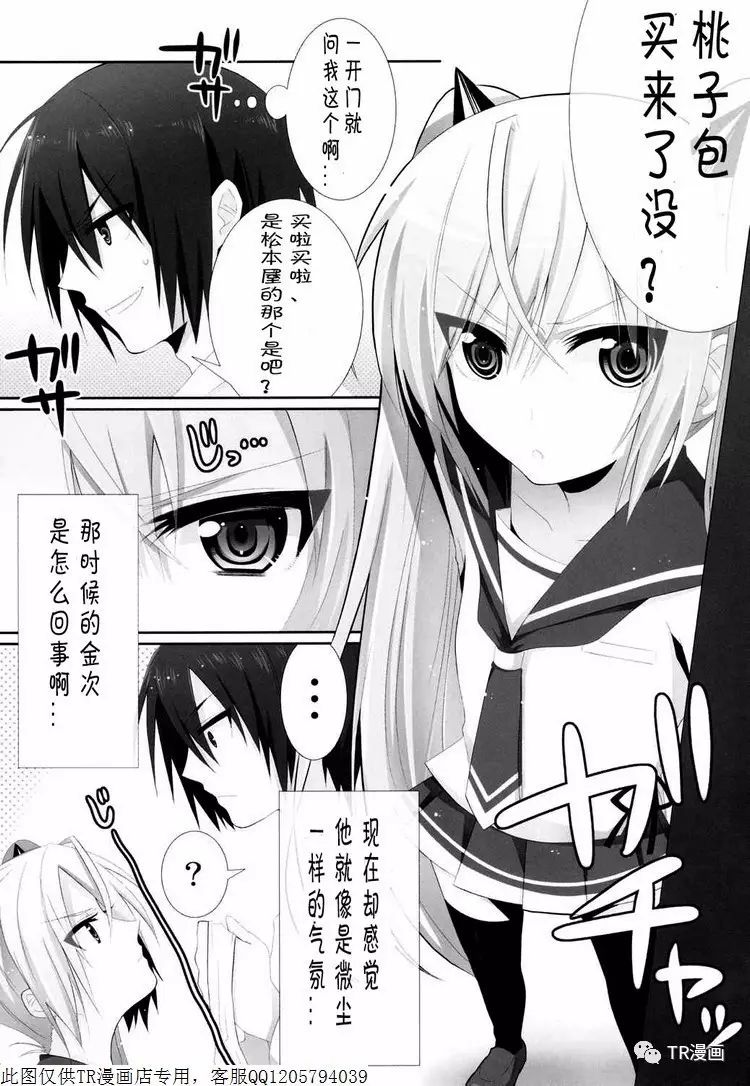 桃子包
买来了没？
ガチャッ
一开门就
问我这个啊…
ガサ…
买啦买啦、
是松本屋的那个是吧？
ガサ
じっ…
那时候的金次
是怎么回事啊…
…
じ
？
现在却感觉
他就像是微尘
一样的气氛…
TR漫画
此图仅供TR漫画店专用，客服QQ1205794039